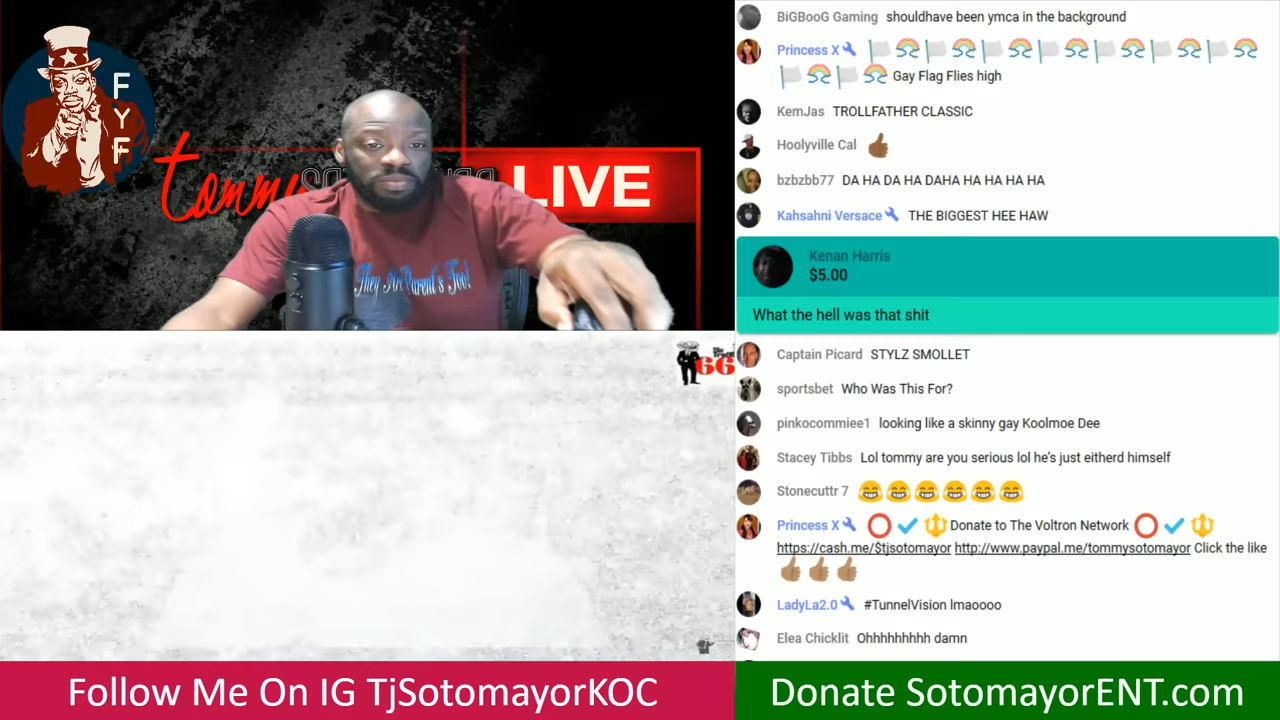 F
Y
F
tommy
LIVE
They Are Parent's Too!
66
Follow Me On IG TjSotomayorKOC
BiGBooG Gaming shouldhave been ymca in the background
Princess X 🏳🌈🏳🌈🏳🌈🏳🌈🏳🌈🏳🌈🏳🌈
🏳🌈🏳🌈 Gay Flag Flies high
KemJas TROLLFATHER CLASSIC
Hoolyville Cal 👍🏾
bzbzbb77 DA HA DA HA DAHA HA HA HA HA
Kahsahni Versace THE BIGGEST HEE HAW
Kenan Harris
$5.00
What the hell was that shit
Captain Picard STYLZ SMOLLET
sportsbet Who Was This For?
pinkocommiee1 looking like a skinny gay Koolmoe Dee
Stacey Tibbs Lol tommy are you serious lol he's just eitherd himself
Stonecuttr 7 😂😂😂😂😂😂
Princess X ⭕✔🔱Donate to The Voltron Network ⭕✔🔱
https://cash.me/$tjsotomayor http://www.paypal.me/tommysotomayor Click the like
👍🏽👍🏽👍🏽
LadyLa2.0 #TunnelVision lmaoooo
Elea Chicklit Ohhhhhhhhh damn
Donate SotomayorENT.com